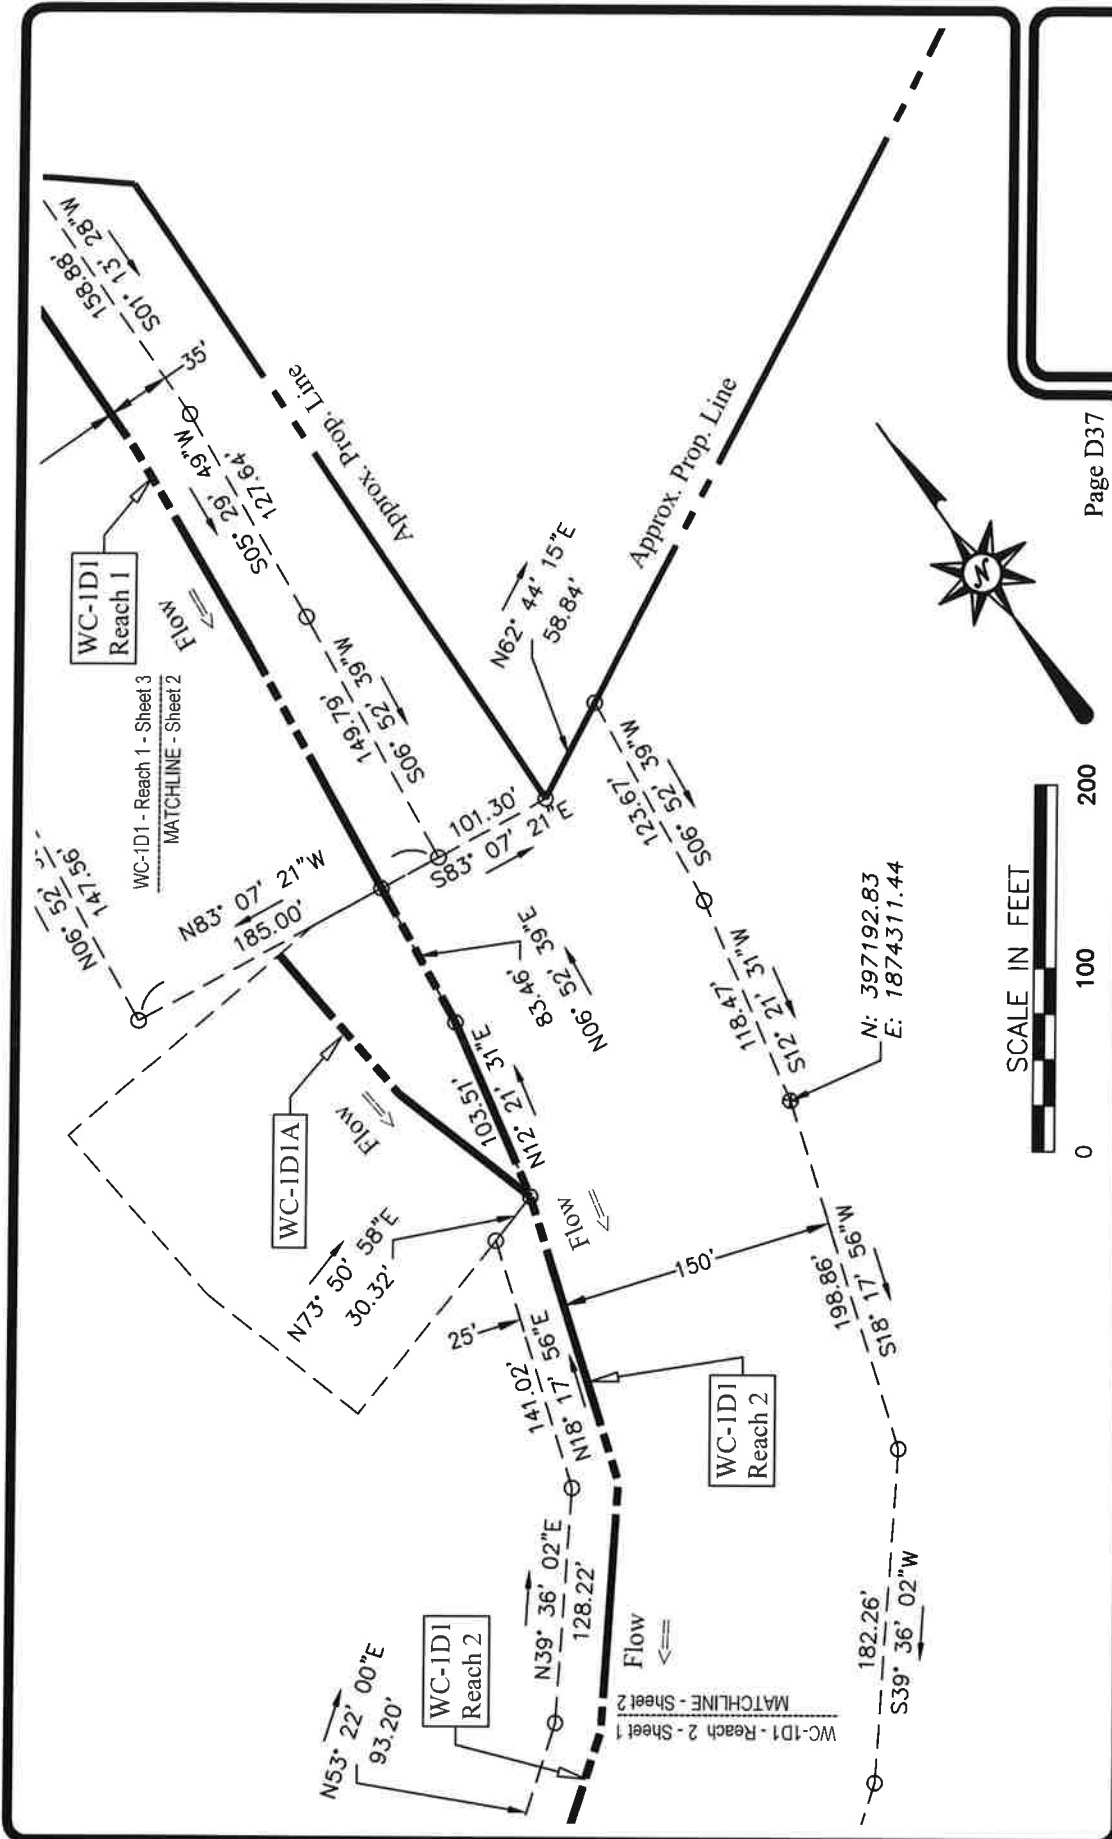 158.88'
S01° 13' 28"W
35'
S05° 29' 49"W
127.64'
Approx. Prop. Line
WC-1D1
Reach 1
Flow
WC-1D1 - Reach 1 - Sheet 3
MATCHLINE - Sheet 2
149.79'
S06° 52' 39"W
N62° 44' 15"E
58.84'
Approx. Prop. Line
N06° 52'
147.56'
N83° 07' 21"W
185.00'
101.30'
S83° 07' 21"E
123.67'
S06° 52' 39"W
83.46'
N06° 52' 39"E
WC-1D1A
Flow
103.51'
N12° 21' 31"E
118.47'
S12° 21' 31"W
N: 397192.83
E: 1874311.44
N73° 50' 58"E
30.32'
Flow
25'
150'
141.02'
N18° 17' 56"E
198.86'
S18° 17' 56"W
WC-1D1
Reach 2
N39° 36' 02"E
128.22'
N53° 22' 00"E
93.20'
WC-1D1
Reach 2
Flow
WC-1D1 - Reach 2 - Sheet 1
MATCHLINE - Sheet 2
182.26'
S39° 36' 02"W
SCALE IN FEET
0 100 200
N
Page D37